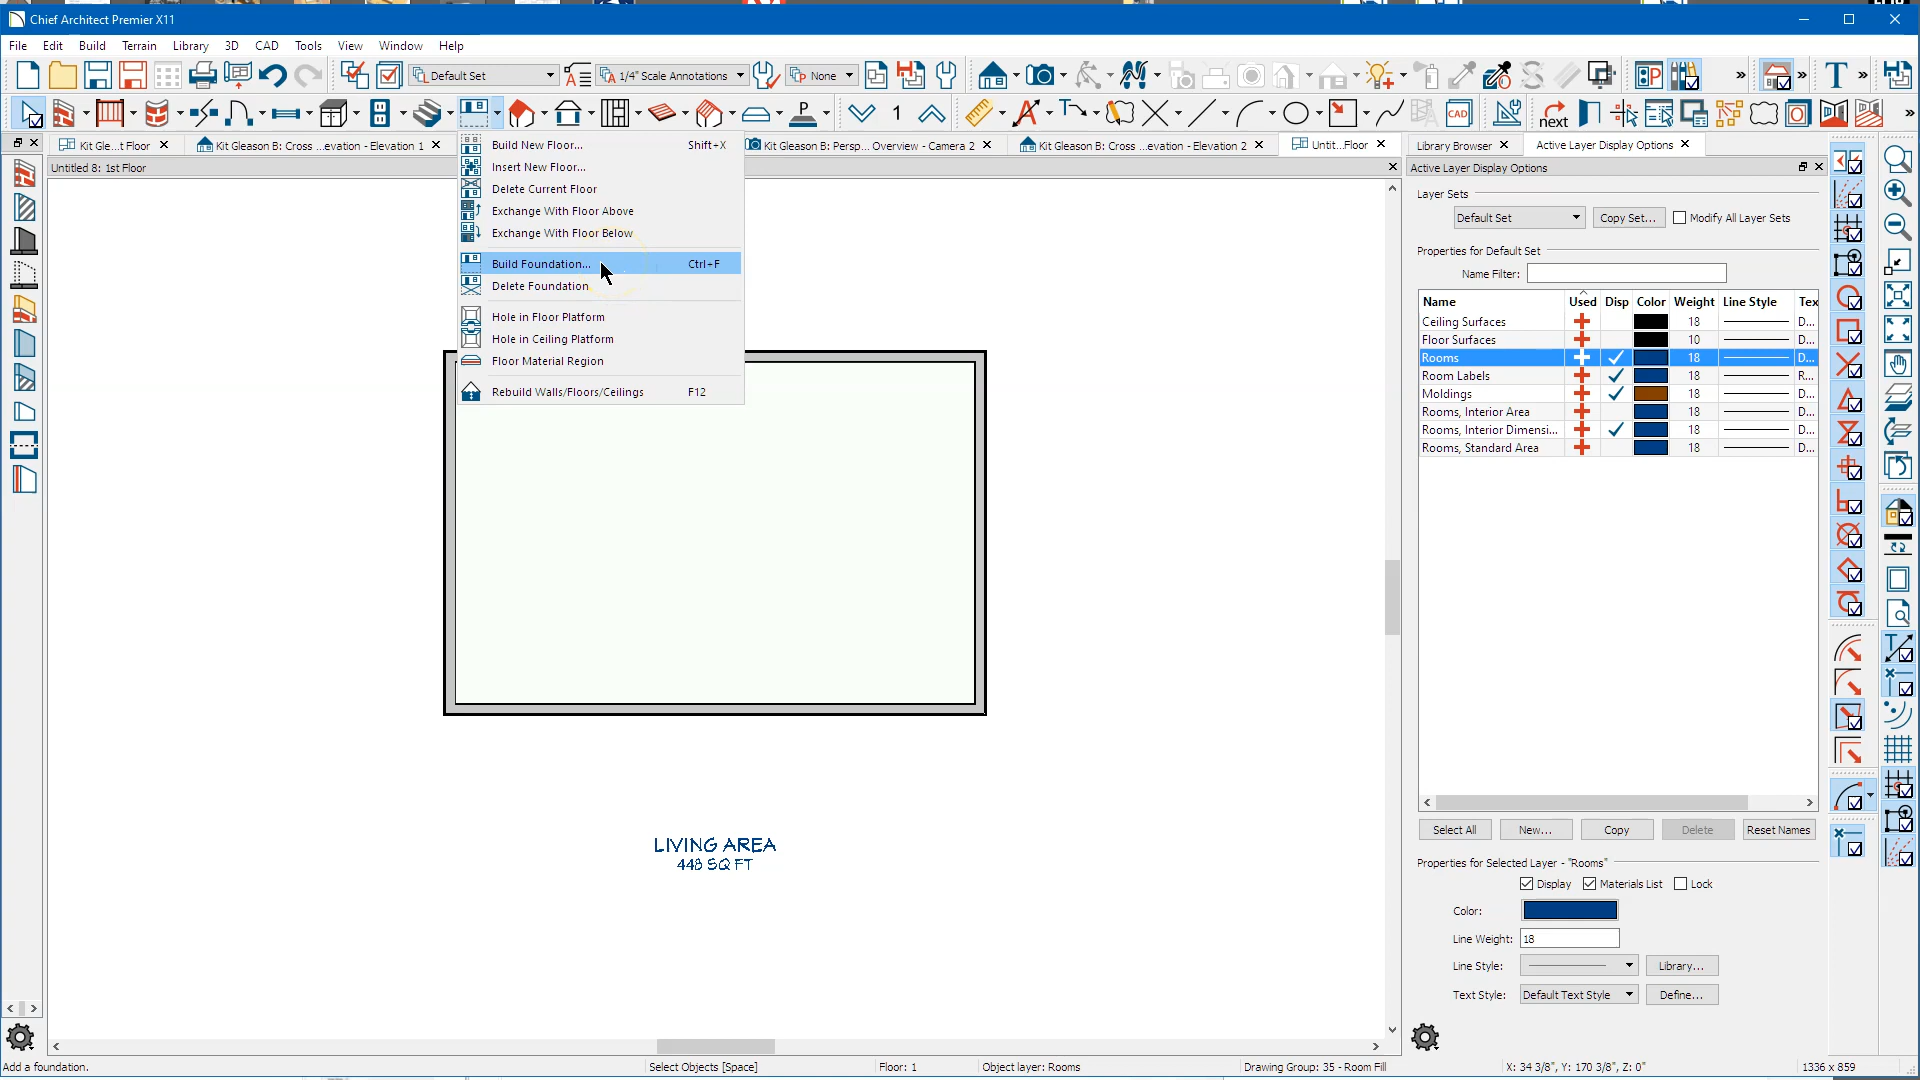 Chief Architect Premier X11
File Edit Build Terrain Library 3D CAD Tools View Window Help
Default Set 1/4" Scale Annotations None
P 1 CAD next
Kit Gle...t Floor Kit Gleason B: Cross ...evation - Elevation 1 Kit Gleason B: Persp... Overview - Camera 2 Kit Gleason B: Cross ...evation - Elevation 2 Untit...Floor Library Browser Active Layer Display Options
Untitled 8: 1st Floor
Build New Floor... Shift+X
Insert New Floor...
Delete Current Floor
Exchange With Floor Above
Exchange With Floor Below
Build Foundation... Ctrl+F
Delete Foundation
Hole in Floor Platform
Hole in Ceiling Platform
Floor Material Region
Rebuild Walls/Floors/Ceilings F12
LIVING AREA
448 SQ FT
Active Layer Display Options
Layer Sets
Default Set Copy Set... Modify All Layer Sets
Properties for Default Set
Name Filter:
Name Used Disp Color Weight Line Style Tex
Ceiling Surfaces 18 D...
Floor Surfaces 10 D...
Rooms 18 D...
Room Labels 18 R...
Moldings 18 D...
Rooms, Interior Area 18 D...
Rooms, Interior Dimensi... 18 D...
Rooms, Standard Area 18 D...
Select All New... Copy Delete Reset Names
Properties for Selected Layer - "Rooms"
Display Materials List Lock
Color:
Line Weight: 18
Line Style: Library...
Text Style: Default Text Style Define...
Add a foundation. Select Objects [Space] Floor: 1 Object layer: Rooms Drawing Group: 35 - Room Fill X: 34 3/8", Y: 170 3/8", Z: 0" 1336 x 859